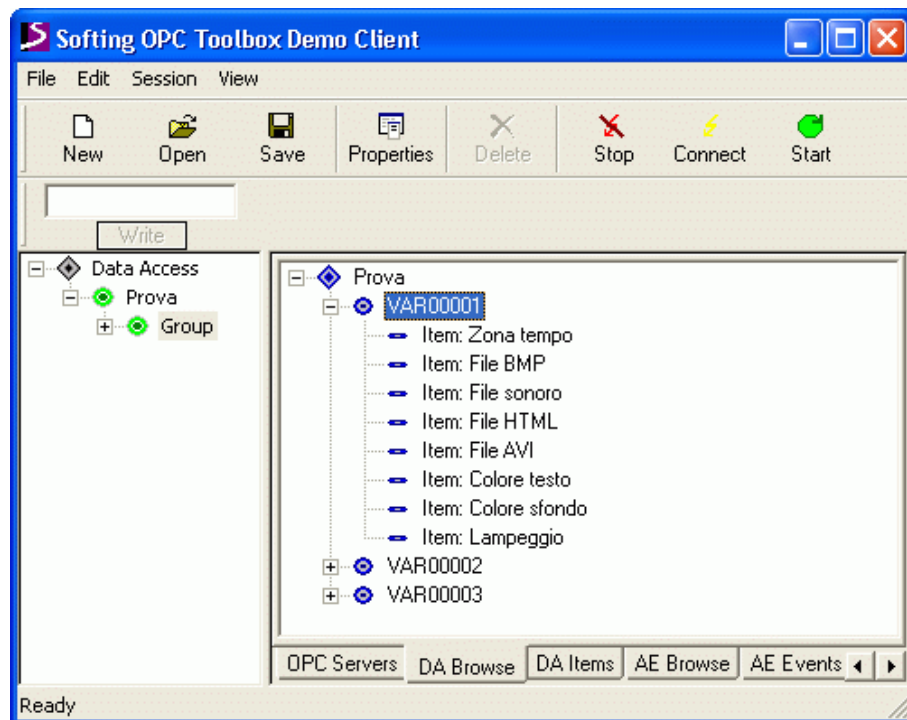 Softing OPC Toolbox Demo Client
File Edit Session View
New Open Save Properties Delete Stop Connect Start
Write
Data Access
Prova
Group
Prova
VAR00001
Item: Zona tempo
Item: File BMP
Item: File sonoro
Item: File HTML
Item: File AVI
Item: Colore testo
Item: Colore sfondo
Item: Lampeggio
VAR00002
VAR00003
OPC Servers DA Browse DA Items AE Browse AE Events
Ready